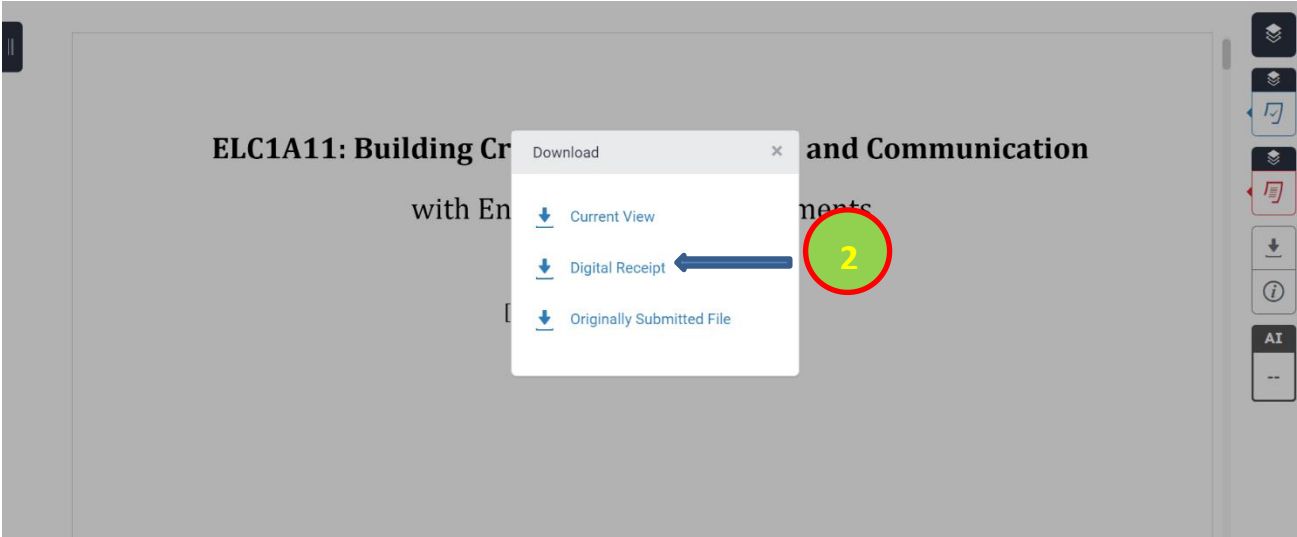 ELC1A11: Building Cr
and Communication
with En
ments
[
Download ×
Current View
Digital Receipt
Originally Submitted File
2
AI
--